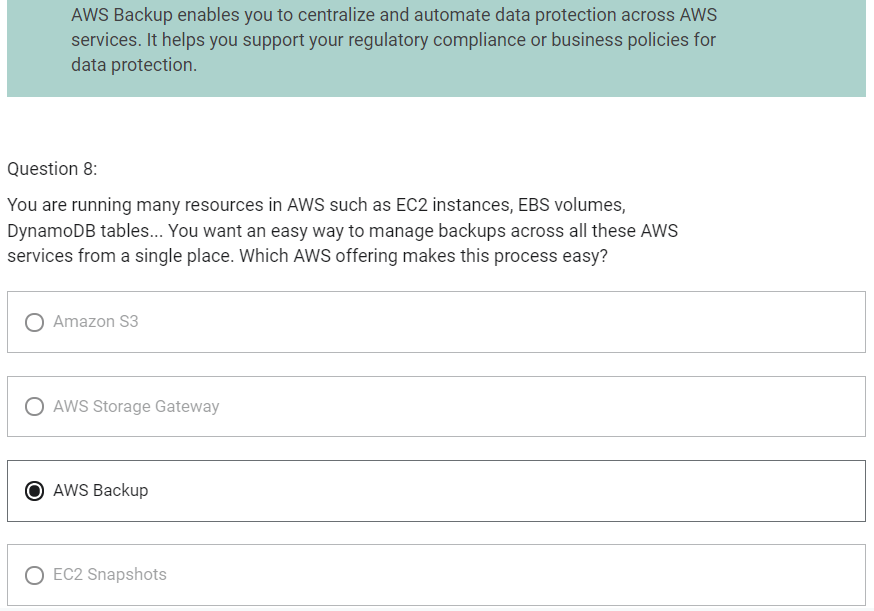 AWS Backup enables you to centralize and automate data protection across AWS
services. It helps you support your regulatory compliance or business policies for
data protection.
Question 8:
You are running many resources in AWS such as EC2 instances, EBS volumes,
DynamoDB tables... You want an easy way to manage backups across all these AWS
services from a single place. Which AWS offering makes this process easy?
Amazon S3
AWS Storage Gateway
AWS Backup
EC2 Snapshots